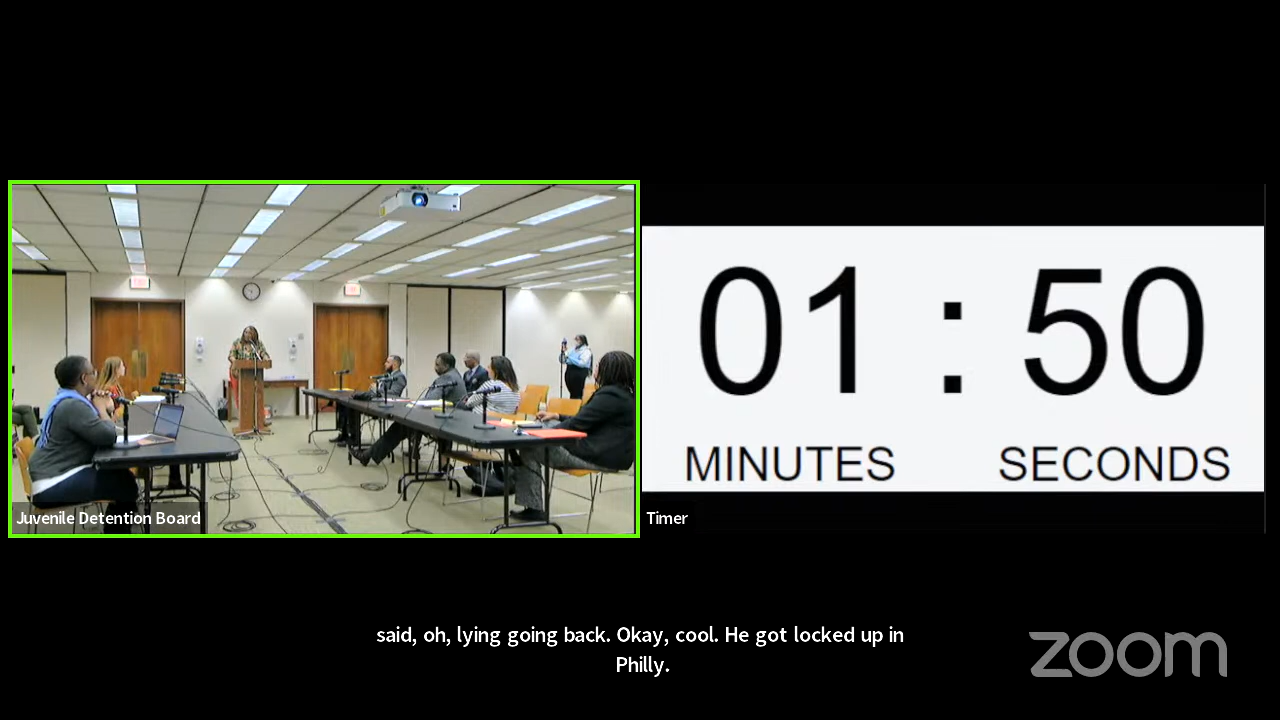 01 : 50
MINUTES SECONDS
Juvenile Detention Board
Timer
said, oh, lying going back. Okay, cool. He got locked up in
Philly.
zoom